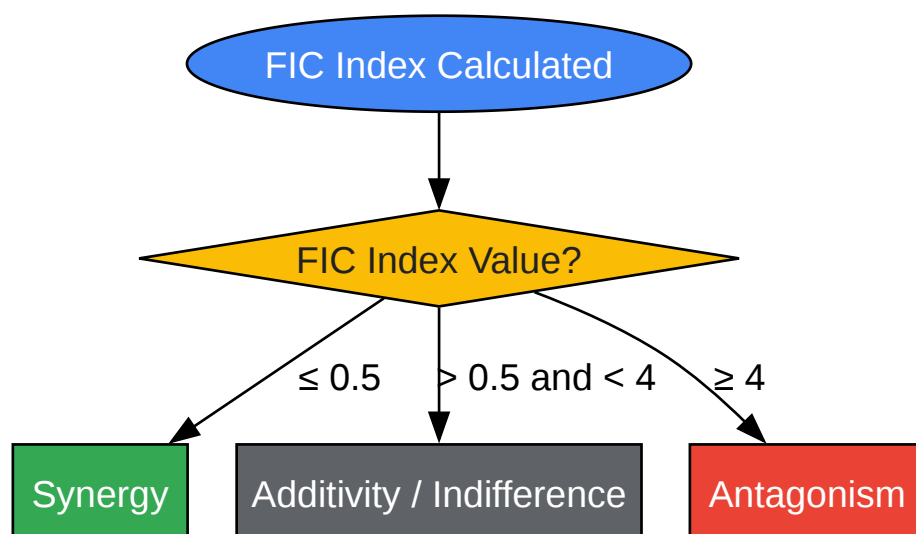 FIC Index Calculated
FIC Index Value?
≤ 0.5
> 0.5 and < 4
≥ 4
Synergy
Additivity / Indifference
Antagonism